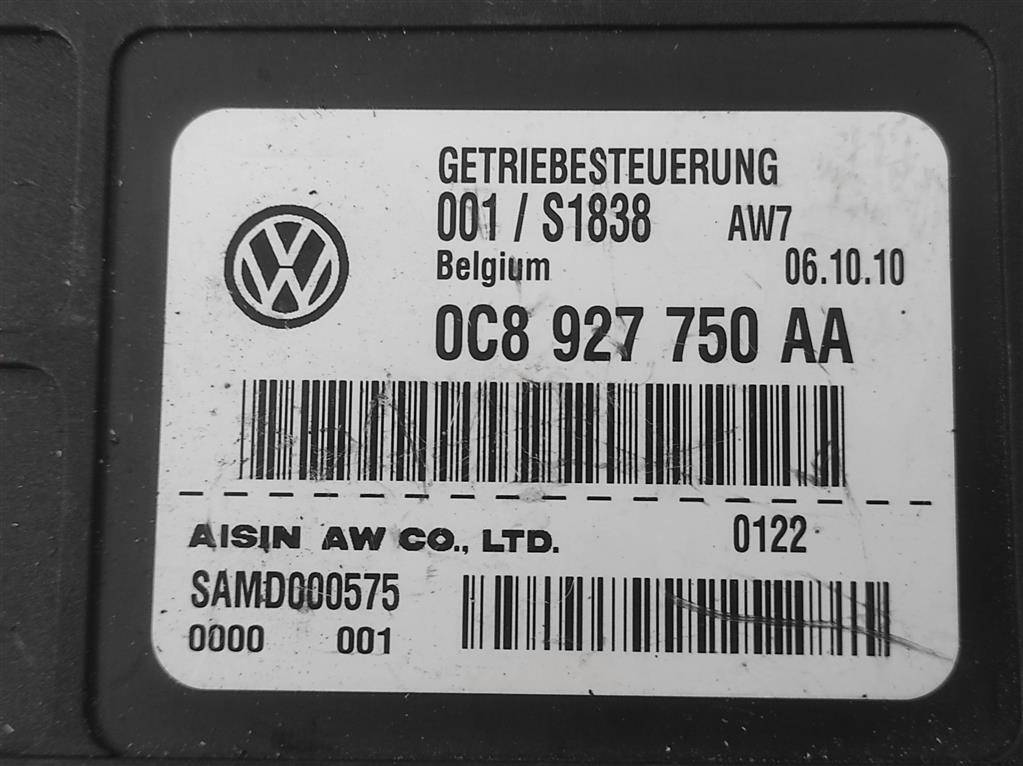 GETRIEBESTEUERUNG
001 / S1838 AW7
Belgium 06.10.10
0C8 927 750 AA
AISIN AW CO., LTD. 0122
SAMD000575
0000 001